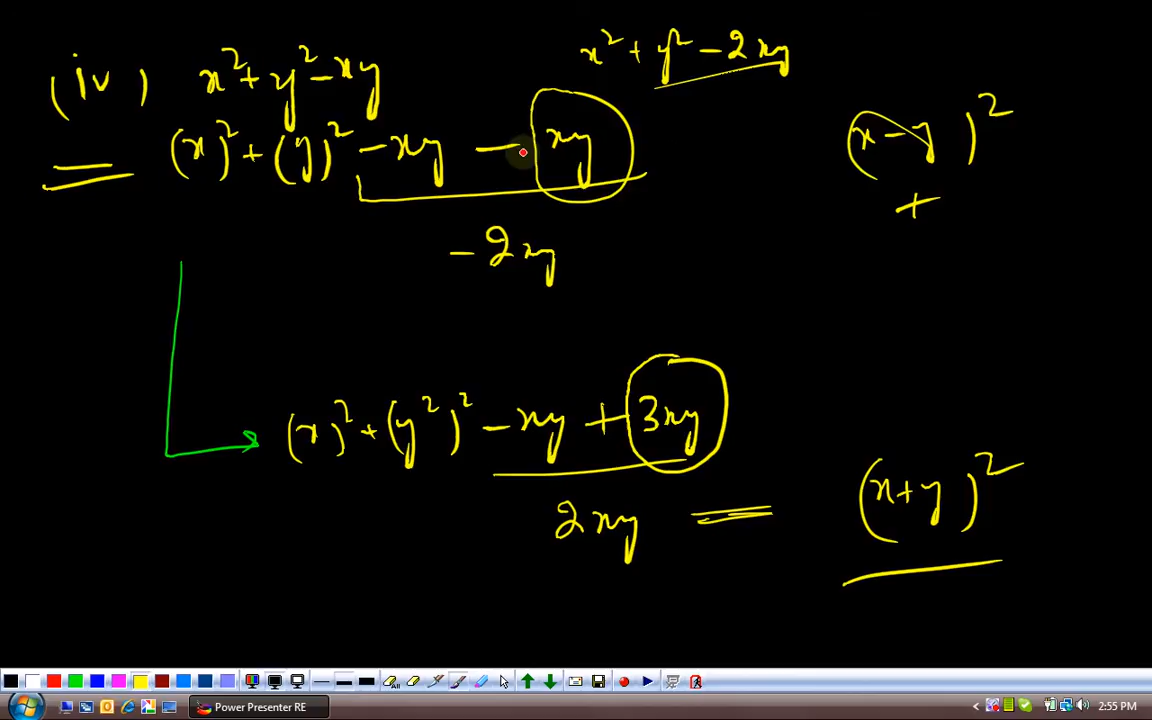 (iv) x²+y²-xy
x²+y²-2xy
(x)²+(y)²-xy - xy
(x-y)²
+
-2xy
(x)²+(y²)²-xy+3xy
2xy
(x+y)²
Power Presenter RE
2:55 PM